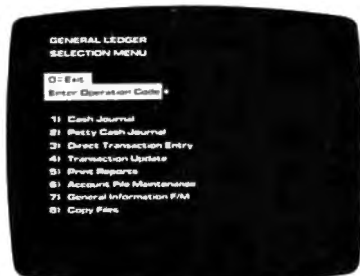 GENERAL LEDGER
SELECTION MENU
0=Exit
Enter Operation Code
1) Cash Journal
2) Petty Cash Journal
3) Direct Transaction Entry
4) Transaction Update
5) Print Reports
6) Account File Maintenance
7) General Information F/M
8) Copy Files